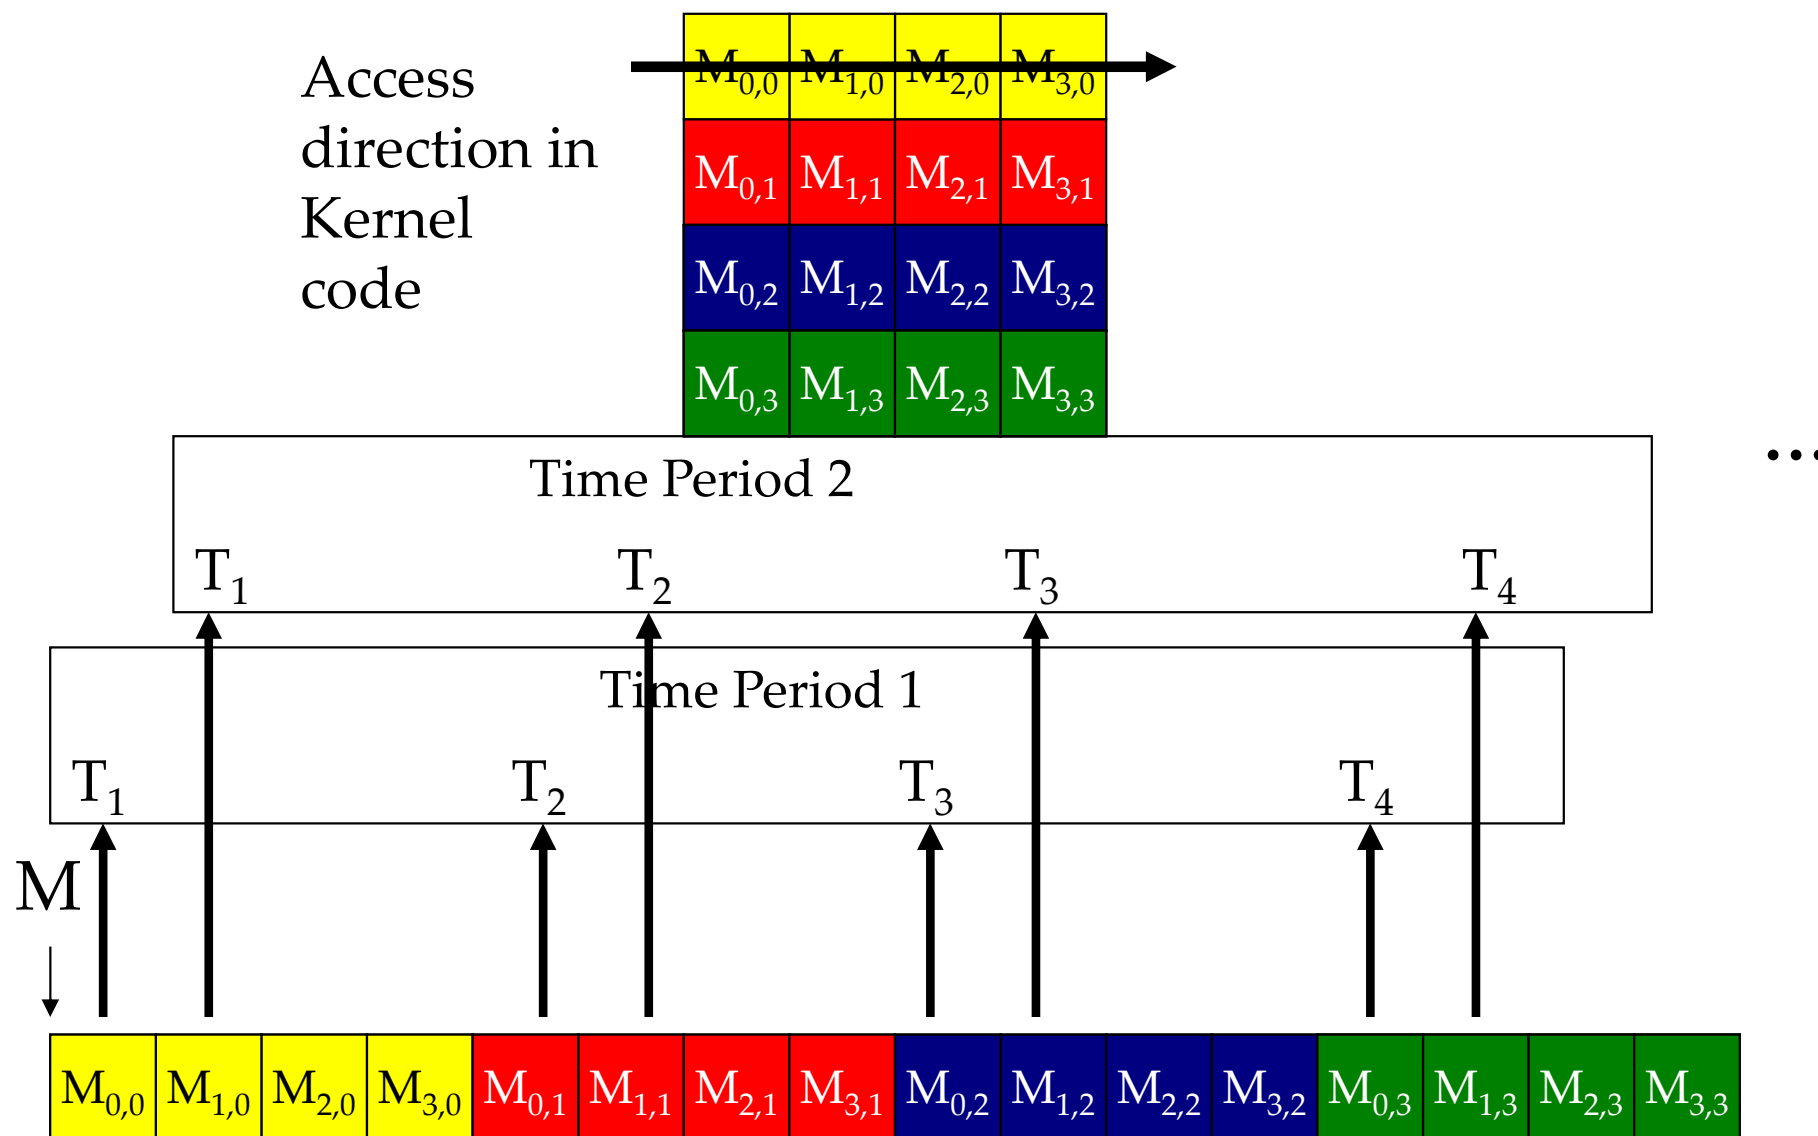 Access
direction in
Kernel
code
M0,0 M1,0 M2,0 M3,0
M0,1 M1,1 M2,1 M3,1
M0,2 M1,2 M2,2 M3,2
M0,3 M1,3 M2,3 M3,3
Time Period 2
…
T1 T2 T3 T4
Time Period 1
T1 T2 T3 T4
M
M0,0 M1,0 M2,0 M3,0 M0,1 M1,1 M2,1 M3,1 M0,2 M1,2 M2,2 M3,2 M0,3 M1,3 M2,3 M3,3